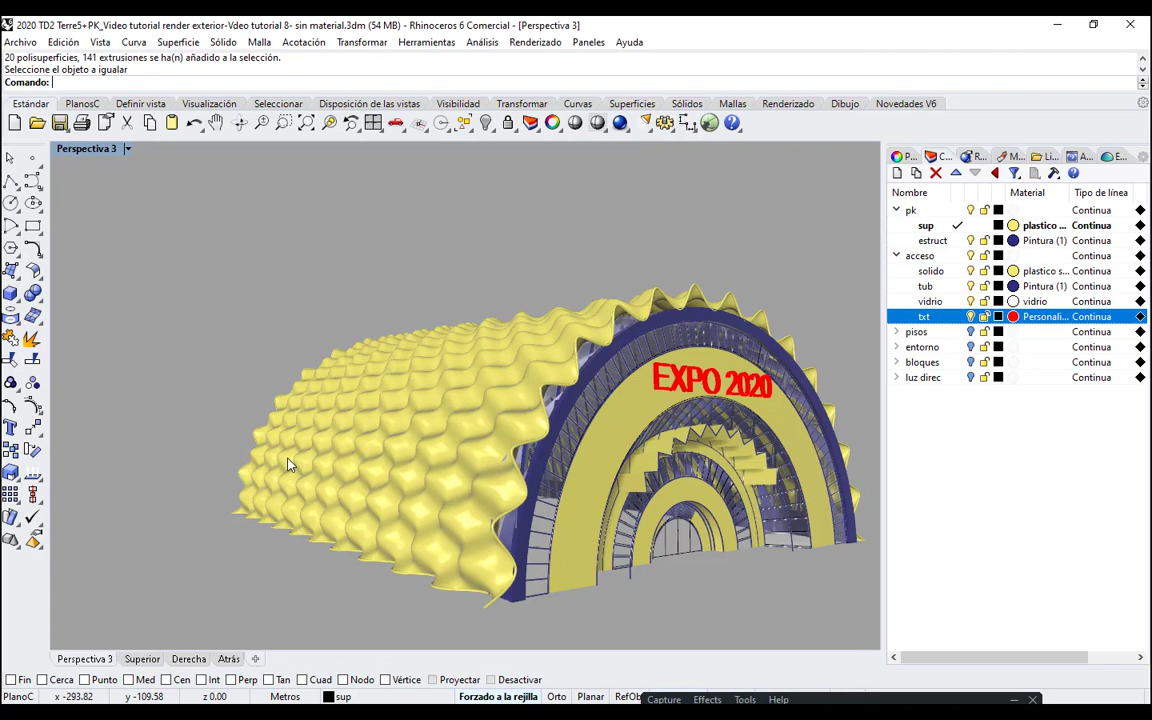 2020 TD2 Terre5+PK_Video tutorial render exterior-Vdeo tutorial 8- sin material.3dm (54 MB) - Rhinoceros 6 Comercial - [Perspectiva 3]
Archivo Edición Vista Curva Superficie Sólido Malla Acotación Transformar Herramientas Análisis Renderizado Paneles Ayuda
20 polisuperficies, 141 extrusiones se ha(n) añadido a la selección.
Seleccione el objeto a igualar
Comando:
Estándar PlanosC Definir vista Visualización Seleccionar Disposición de las vistas Visibilidad Transformar Curvas Superficies Sólidos Mallas Renderizado Dibujo Novedades V6
Perspectiva 3
P... C... R... M... Li... A... E...
Nombre Material Tipo de línea
pk Continua
sup plastico ... Continua
estruct Pintura (1) Continua
acceso Continua
solido plastico s... Continua
tub Pintura (1) Continua
vidrio vidrio Continua
txt Personali... Continua
pisos Continua
entorno Continua
bloques Continua
luz direc Continua
EXPO 2020
Perspectiva 3 Superior Derecha Atrás
Fin Cerca Punto Med Cen Int Perp Tan Cuad Nodo Vértice Proyectar Desactivar
PlanoC x -293.82 y -109.58 z 0.00 Metros sup Forzado a la rejilla Orto Planar RefOb
Capture Effects Tools Help